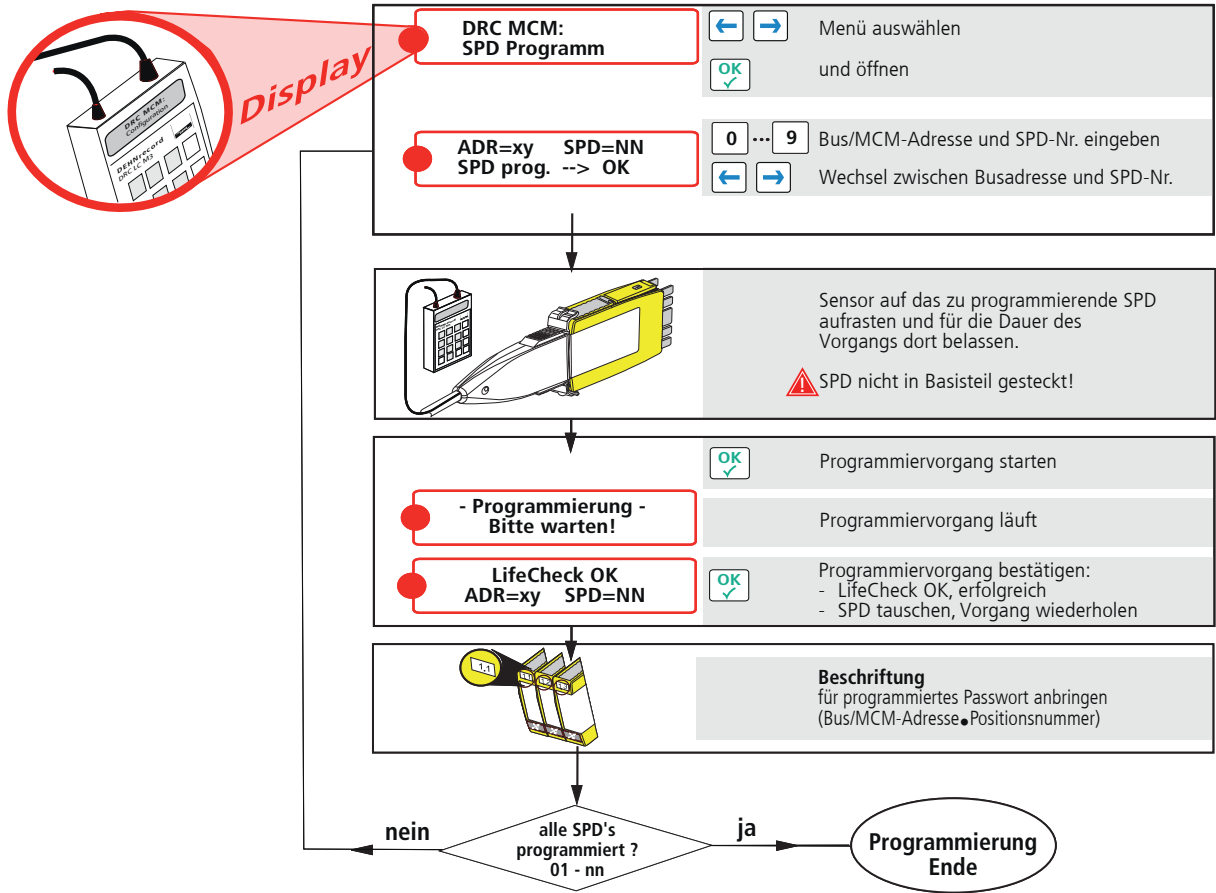 DRC MCM:
Configuration
DEHNrecord
DRC LC M3
Display
DRC MCM:
SPD Programm
← → Menü auswählen
OK und öffnen
ADR=xy SPD=NN
SPD prog. --> OK
0 ... 9 Bus/MCM-Adresse und SPD-Nr. eingeben
← → Wechsel zwischen Busadresse und SPD-Nr.
Sensor auf das zu programmierende SPD
aufrasten und für die Dauer des
Vorgangs dort belassen.
SPD nicht in Basisteil gesteckt!
OK Programmiervorgang starten
- Programmierung -
Bitte warten!
Programmiervorgang läuft
LifeCheck OK
ADR=xy SPD=NN
OK Programmiervorgang bestätigen:
- LifeCheck OK, erfolgreich
- SPD tauschen, Vorgang wiederholen
1.1
Beschriftung
für programmiertes Passwort anbringen
(Bus/MCM-Adresse●Positionsnummer)
nein
alle SPD's
programmiert ?
01 - nn
ja
Programmierung
Ende